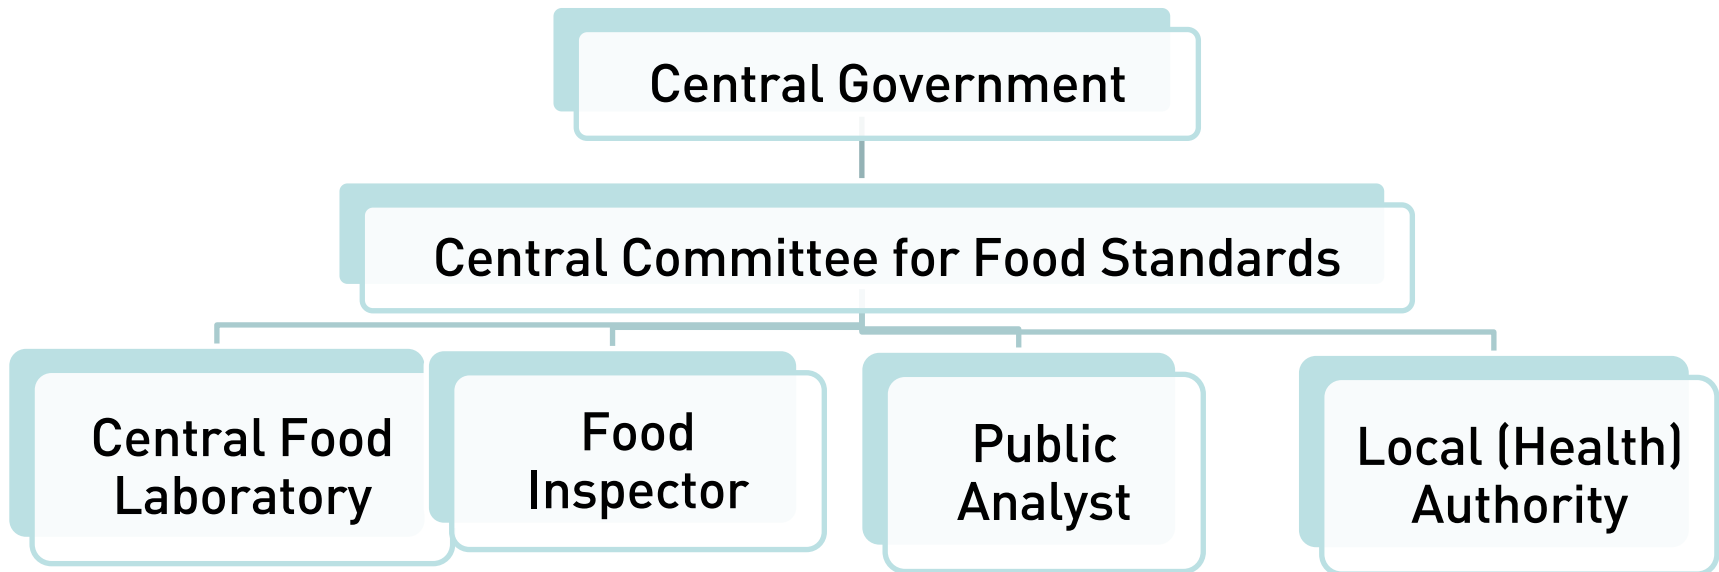 Central Government
Central Committee for Food Standards
Central Food
Laboratory
Food
Inspector
Public
Analyst
Local (Health)
Authority